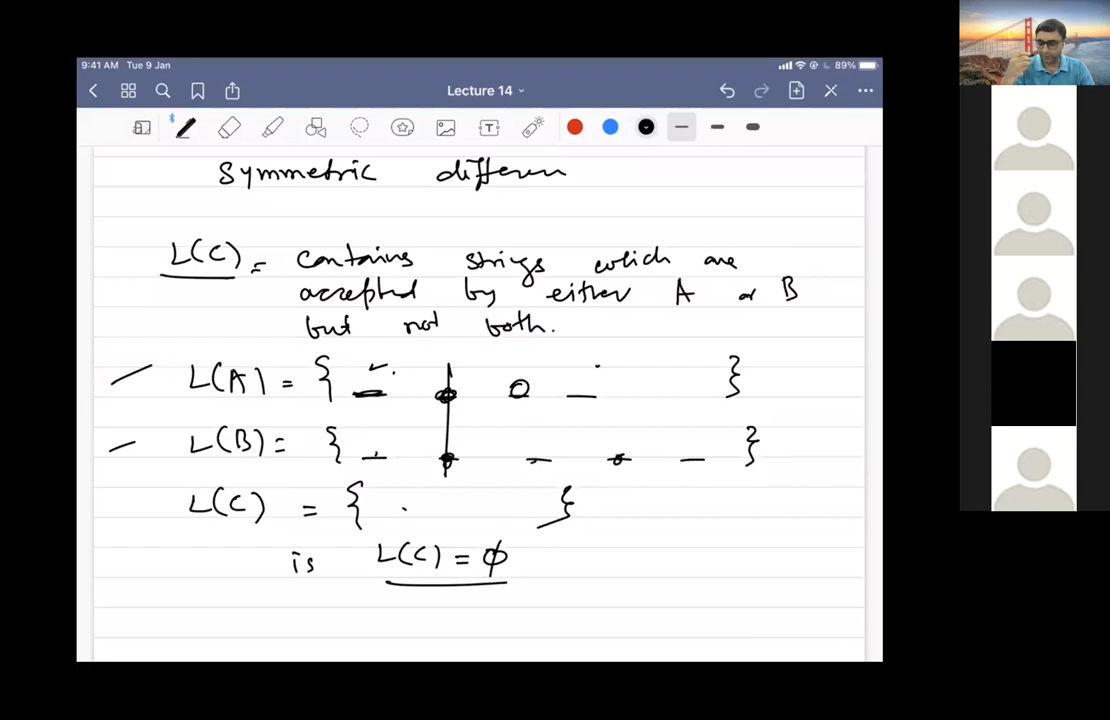 9:41 AM Tue 9 Jan 89%
Lecture 14
Symmetric differen
L(C) = contains strings which are
accepted by either A or B
but not both.
L(A) = { }
L(B) = { }
L(C) = { }
is L(C) = ϕ